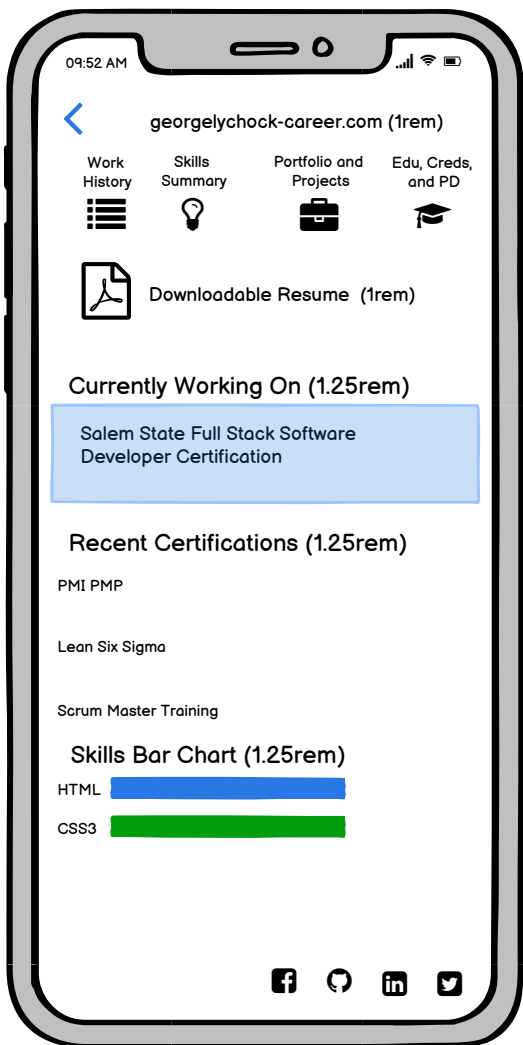 09:52 AM
georgelychock-career.com (1rem)
Work
History
Skills
Summary
Portfolio and
Projects
Edu, Creds,
and PD
Downloadable Resume (1rem)
Currently Working On (1.25rem)
Salem State Full Stack Software
Developer Certification
Recent Certifications (1.25rem)
PMI PMP
Lean Six Sigma
Scrum Master Training
Skills Bar Chart (1.25rem)
HTML
CSS3
in